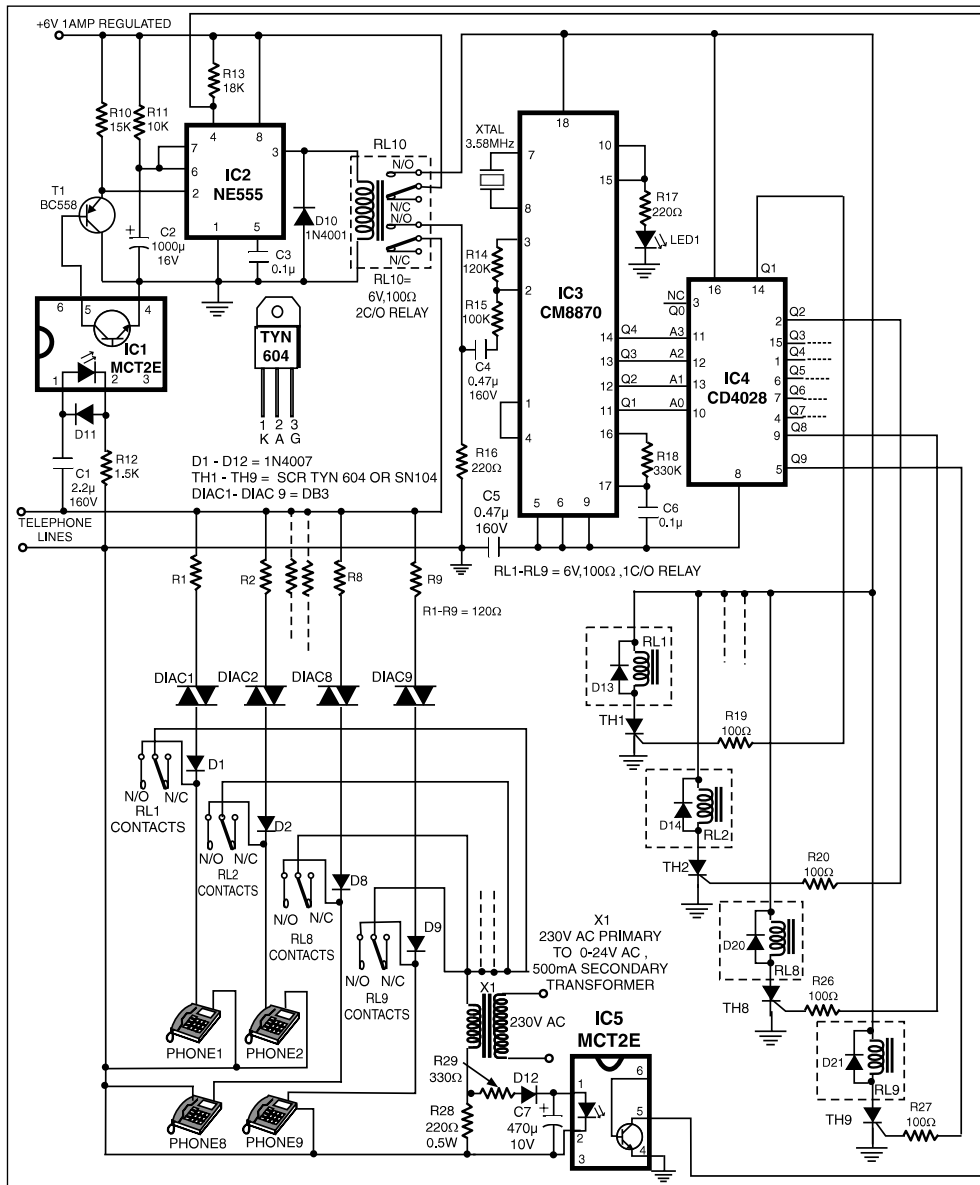 +6V 1AMP REGULATED
R13
18K
R10
15K
R11
10K
4
8
7
6
2
3
1
5
IC2
NE555
T1
BC558
C2
1000µ
16V
+
C3
0.1µ
D10
1N4001
RL10
N/O
N/C
N/O
N/C
RL10=
6V,100Ω
2C/O RELAY
6
5
4
IC1
MCT2E
1
2
3
D11
C1
2.2µ
160V
R12
1.5K
TYN
604
1 2 3
K A G
D1 - D12 = 1N4007
TH1 - TH9 = SCR TYN 604 OR SN104
DIAC1- DIAC 9 = DB3
TELEPHONE
LINES
XTAL
3.58MHz
18
7
8
3
2
1
4
10
15
14
13
12
11
16
17
5
6
9
IC3
CM8870
R14
120K
R15
100K
C4
0.47µ
160V
R16
220Ω
C5
0.47µ
160V
R17
220Ω
LED1
Q4
Q3
Q2
Q1
A3
A2
A1
A0
R18
330K
C6
0.1µ
Q1
16
14
NC
Q0
3
11
12
13
10
8
IC4
CD4028
2
Q2
15
Q3
1
Q4
6
Q5
7
Q6
4
Q7
9
Q8
5
Q9
RL1-RL9 = 6V,100Ω ,1C/O RELAY
R1
R2
R8
R9
R1-R9 = 120Ω
DIAC1
DIAC2
DIAC8
DIAC9
D1
N/O
N/C
RL1
CONTACTS
D2
N/O
N/C
RL2
CONTACTS
D8
N/O
N/C
RL8
CONTACTS
D9
N/O
N/C
RL9
CONTACTS
RL1
D13
TH1
R19
100Ω
D14
RL2
TH2
R20
100Ω
D20
RL8
TH8
R26
100Ω
D21
RL9
TH9
R27
100Ω
X1
230V AC PRIMARY
TO 0-24V AC ,
500mA SECONDARY
TRANSFORMER
X1
230V AC
R29
330Ω
D12
R28
220Ω
0.5W
C7
470µ
10V
+
IC5
MCT2E
1
2
3
6
5
4
PHONE1
PHONE2
PHONE8
PHONE9